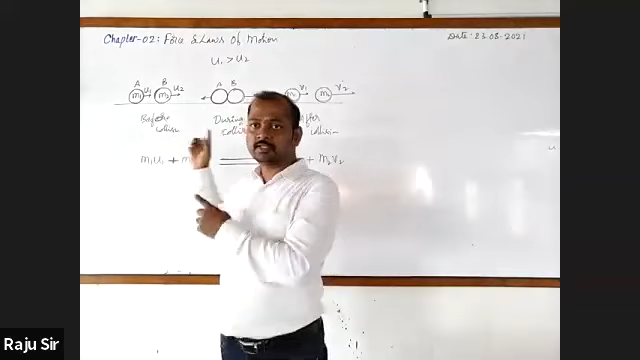 Chapter-02: Force & Laws Of Motion
Date: 23.08.2021
U₁ > U₂
A B A B
m₁ U₁ m₂ U₂ m₁ V₁ m₂ V₂
Before During After
collision collision collision
m₁U₁ + m + m₂V₂
u
Raju Sir